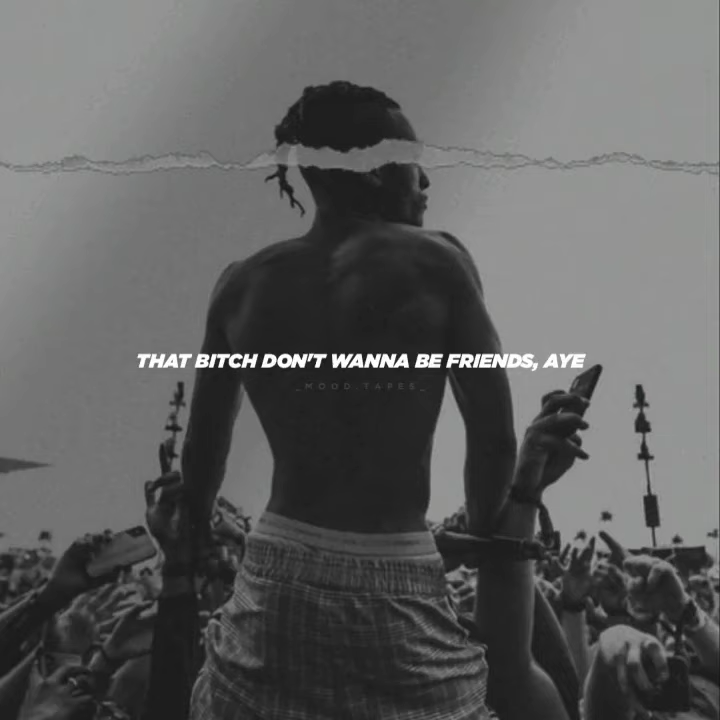 THAT BITCH DON'T WANNA BE FRIENDS, AYE
_MOOD.TAPES_